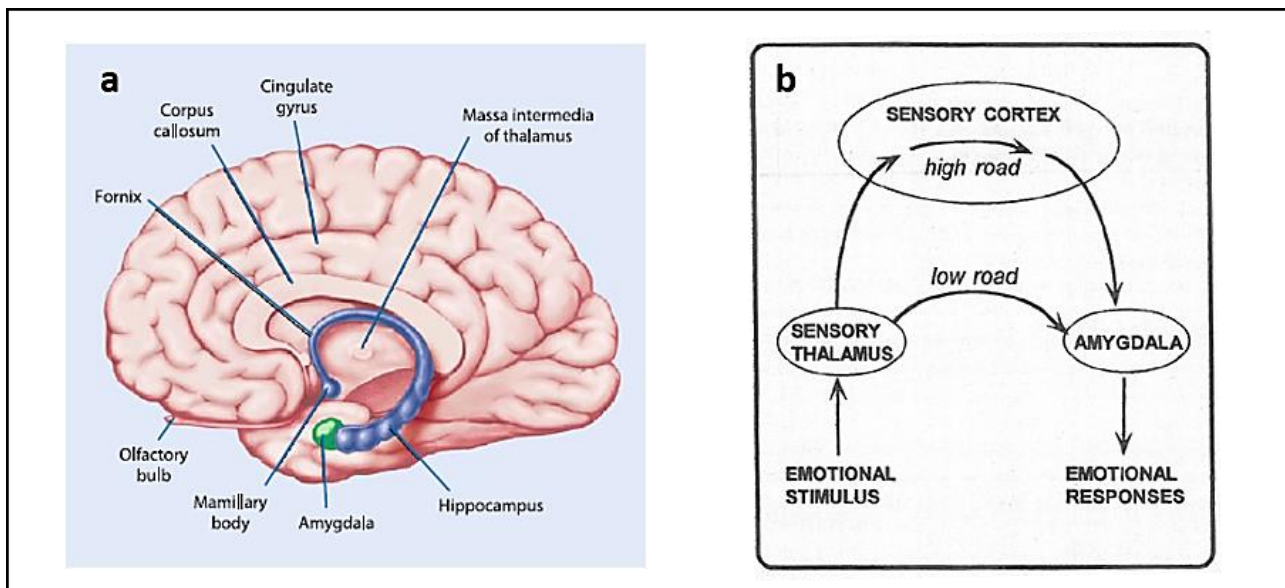 a
Cingulate
gyrus
Corpus
callosum
Massa intermedia
of thalamus
Fornix
Olfactory
bulb
Mamillary
body
Amygdala
Hippocampus
b
SENSORY CORTEX
high road
low road
SENSORY
THALAMUS
AMYGDALA
EMOTIONAL
STIMULUS
EMOTIONAL
RESPONSES